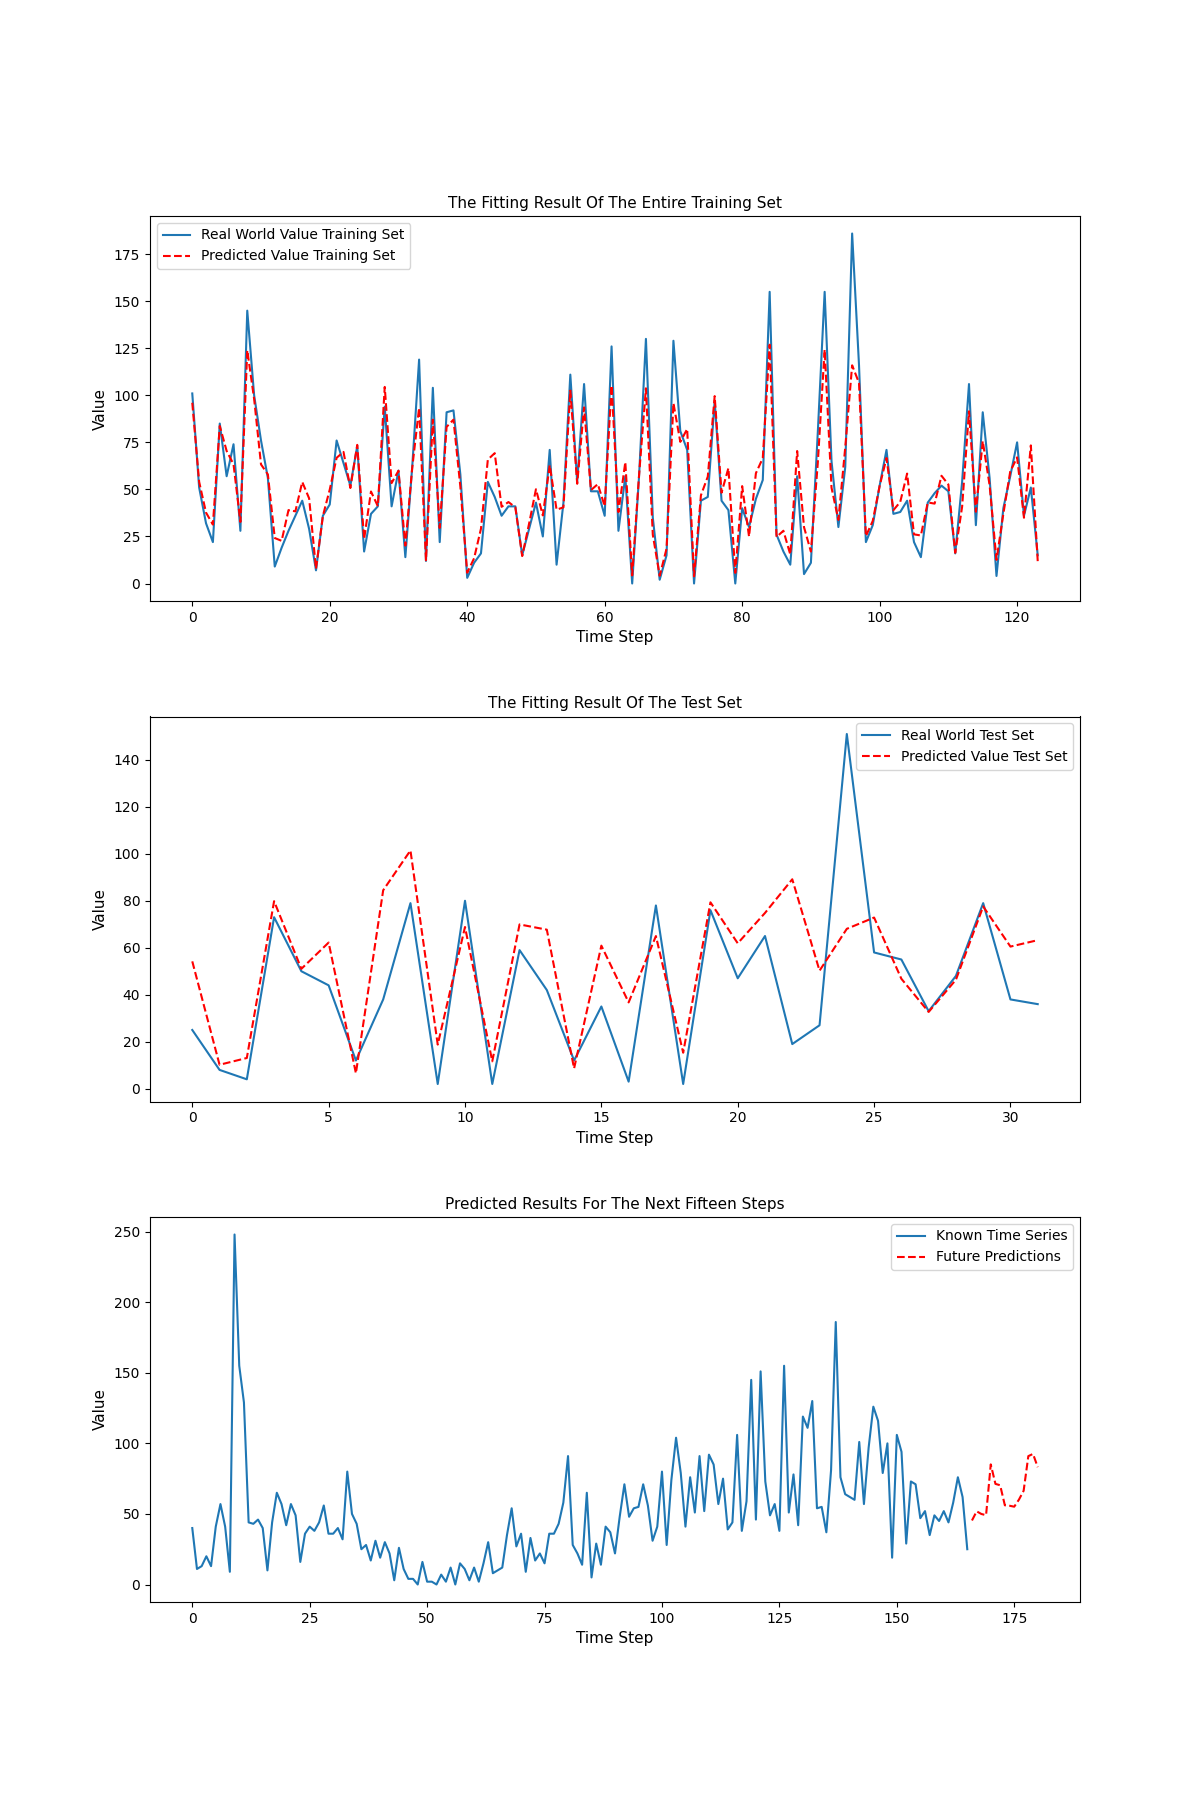 The Fitting Result Of The Entire Training Set
Real World Value Training Set
Predicted Value Training Set
Value
175
150
125
100
75
50
25
0
0 20 40 60 80 100 120
Time Step
The Fitting Result Of The Test Set
Real World Test Set
Predicted Value Test Set
Value
140
120
100
80
60
40
20
0
0 5 10 15 20 25 30
Time Step
Predicted Results For The Next Fifteen Steps
Known Time Series
Future Predictions
Value
250
200
150
100
50
0
0 25 50 75 100 125 150 175
Time Step